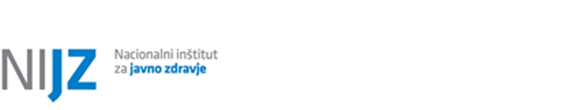 NIJZ
Nacionalni inštitut
za javno zdravje